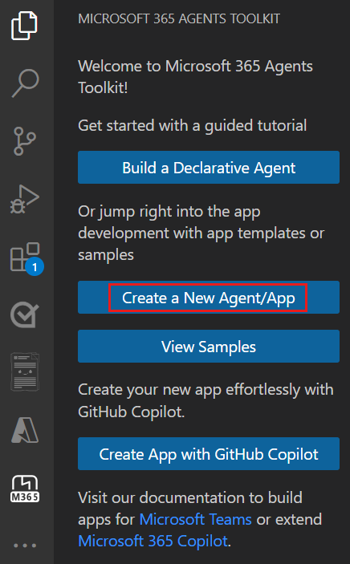 MICROSOFT 365 AGENTS TOOLKIT
Welcome to Microsoft 365 Agents
Toolkit!
Get started with a guided tutorial
Build a Declarative Agent
Or jump right into the app
development with app templates or
samples
1
Create a New Agent/App
View Samples
Create your new app effortlessly with
GitHub Copilot.
Create App with GitHub Copilot
M365
Visit our documentation to build
apps for Microsoft Teams or extend
Microsoft 365 Copilot.